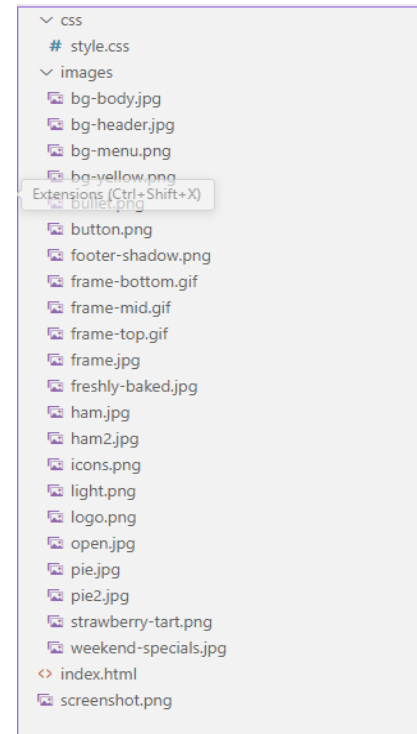 css
# style.css
images
bg-body.jpg
bg-header.jpg
bg-menu.png
bg-yellow.png
Extensions (Ctrl+Shift+X)
bullet.png
button.png
footer-shadow.png
frame-bottom.gif
frame-mid.gif
frame-top.gif
frame.jpg
freshly-baked.jpg
ham.jpg
ham2.jpg
icons.png
light.png
logo.png
open.jpg
pie.jpg
pie2.jpg
strawberry-tart.png
weekend-specials.jpg
<> index.html
screenshot.png